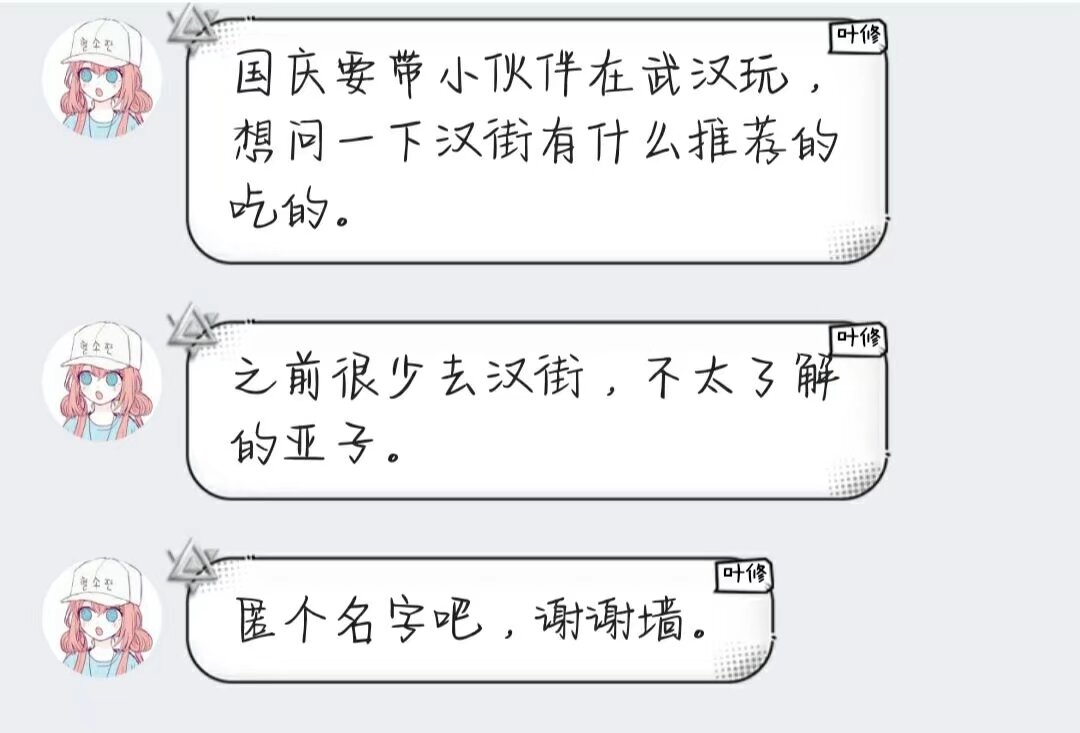 叶修
国庆要带小伙伴在武汉玩，
想问一下汉街有什么推荐的
吃的。
叶修
之前很少去汉街，不太了解
的亚子。
叶修
匿个名字吧，谢谢墙。